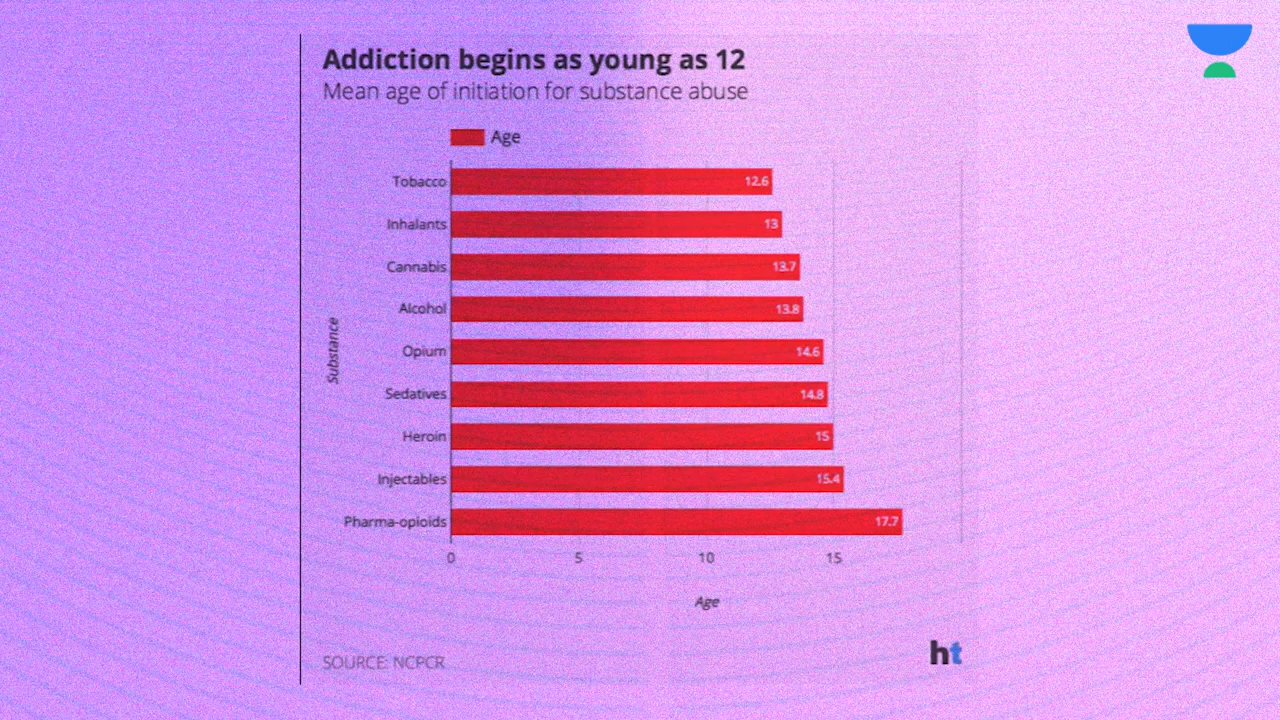 Addiction begins as young as 12
Mean age of initiation for substance abuse
Age
Tobacco 12.6
Inhalants 13
Cannabis 13.7
Alcohol 13.8
Opium 14.6
Sedatives 14.8
Heroin 15
Injectables 15.4
Pharma-opioids 17.7
Substance
0 5 10 15
Age
SOURCE: NCPCR
ht